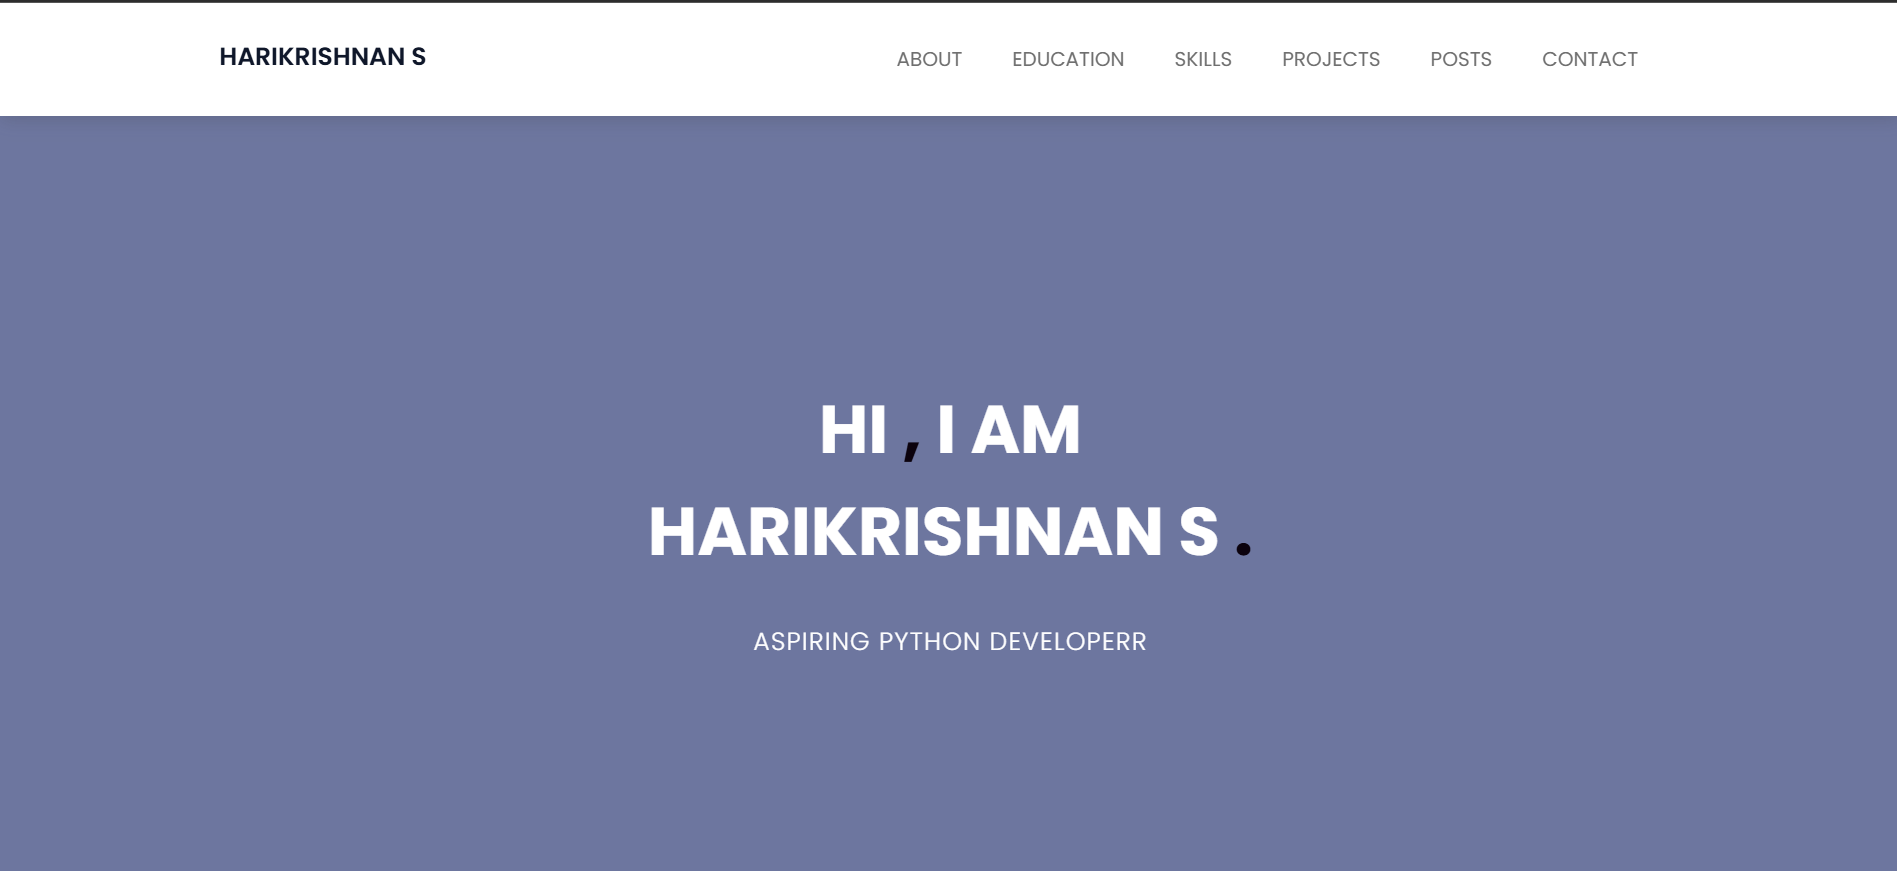 HARIKRISHNAN S
ABOUT EDUCATION SKILLS PROJECTS POSTS CONTACT
HI , I AM
HARIKRISHNAN S .
ASPIRING PYTHON DEVELOPERR